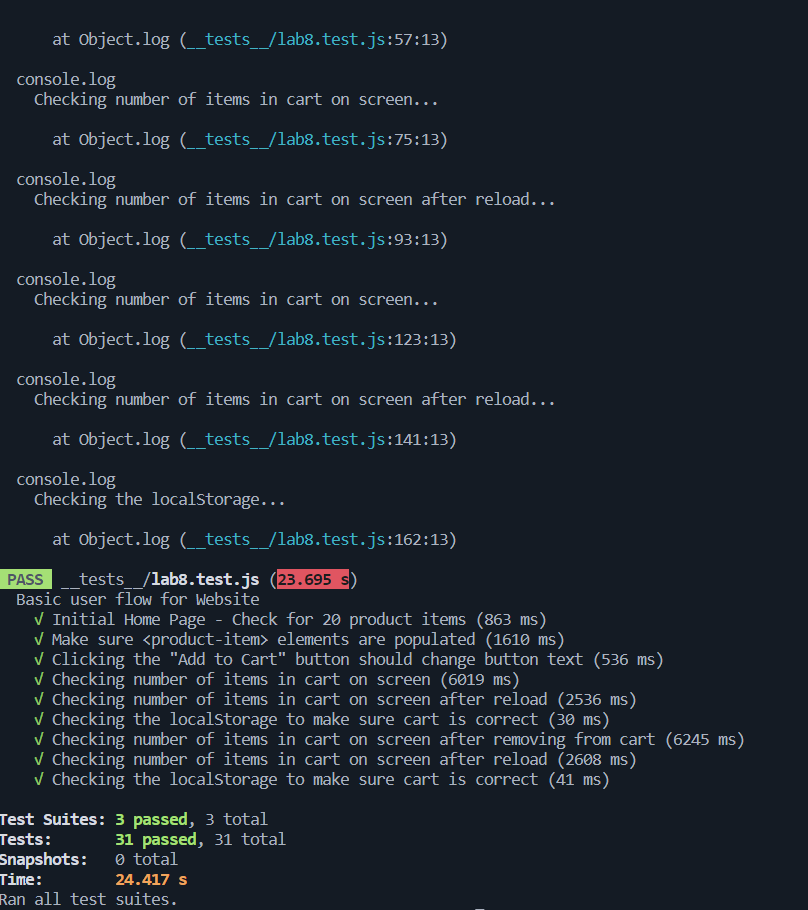 at Object.log (__tests__/lab8.test.js:57:13)
console.log
Checking number of items in cart on screen...
at Object.log (__tests__/lab8.test.js:75:13)
console.log
Checking number of items in cart on screen after reload...
at Object.log (__tests__/lab8.test.js:93:13)
console.log
Checking number of items in cart on screen...
at Object.log (__tests__/lab8.test.js:123:13)
console.log
Checking number of items in cart on screen after reload...
at Object.log (__tests__/lab8.test.js:141:13)
console.log
Checking the localStorage...
at Object.log (__tests__/lab8.test.js:162:13)
PASS __tests__/lab8.test.js (23.695 s)
Basic user flow for Website
√ Initial Home Page - Check for 20 product items (863 ms)
√ Make sure <product-item> elements are populated (1610 ms)
√ Clicking the "Add to Cart" button should change button text (536 ms)
√ Checking number of items in cart on screen (6019 ms)
√ Checking number of items in cart on screen after reload (2536 ms)
√ Checking the localStorage to make sure cart is correct (30 ms)
√ Checking number of items in cart on screen after removing from cart (6245 ms)
√ Checking number of items in cart on screen after reload (2608 ms)
√ Checking the localStorage to make sure cart is correct (41 ms)
Test Suites: 3 passed, 3 total
Tests: 31 passed, 31 total
Snapshots: 0 total
Time: 24.417 s
Ran all test suites.